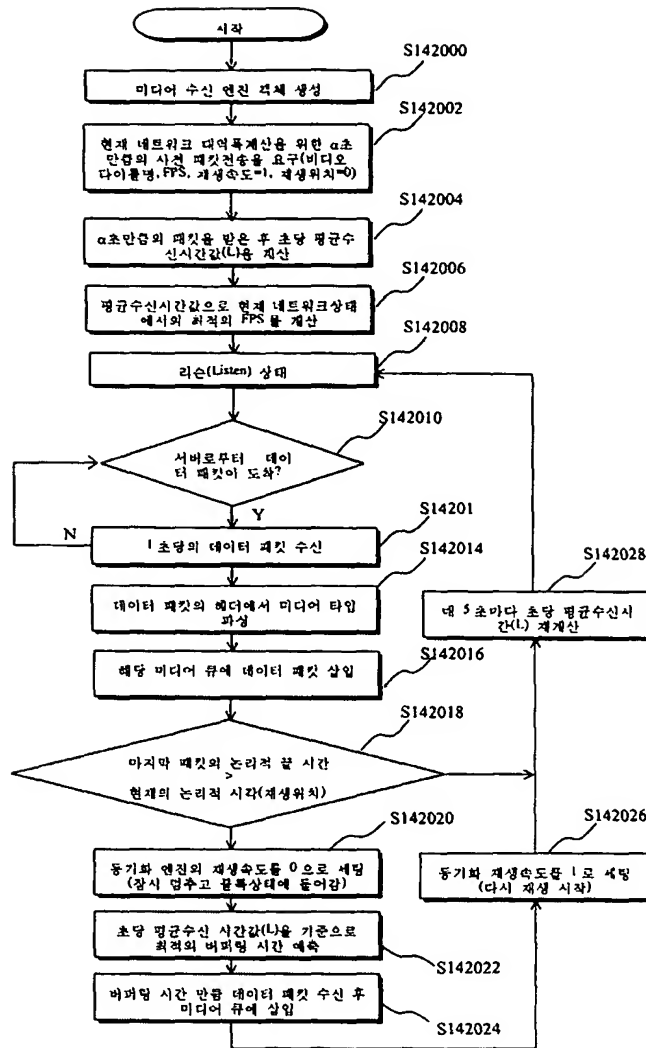 시작
S142000
미디어 수신 엔진 객체 생성
S142002
현재 네트워크 대역폭계산을 위한 α초
만큼의 사전 패킷전송을 요구(비디오
타이틀명, FPS, 재생속도=1, 재생위치=0)
S142004
α초만큼의 패킷을 받은 후 초당 평균수
신시간값(L)을 계산
S142006
평균수신시간값으로 현재 네트워크상태
에서의 최적의 FPS를 계산
S142008
리슨(Listen) 상태
S142010
서버로부터 데이
터 패킷이 도착?
N
Y
S14201
1초당의 데이터 패킷 수신
S142014
데이터 패킷의 헤더에서 미디어 타입
파싱
S142016
해당 미디어 큐에 데이터 패킷 삽입
S142018
마지막 패킷의 논리적 끝 시간
>
현재의 논리적 시각(재생위치)
S142020
동기화 엔진의 재생속도를 0으로 세팅
(잠시 멈추고 블록상태에 들어감)
초당 평균수신 시간값(L)을 기준으로
최적의 버퍼링 시간 예측
S142022
버퍼링 시간 만큼 데이터 패킷 수신 후
미디어 큐에 삽입
S142024
S142026
동기화 재생속도를 1로 세팅
(다시 재생 시작)
S142028
매 5초마다 초당 평균수신시
간(L) 재계산